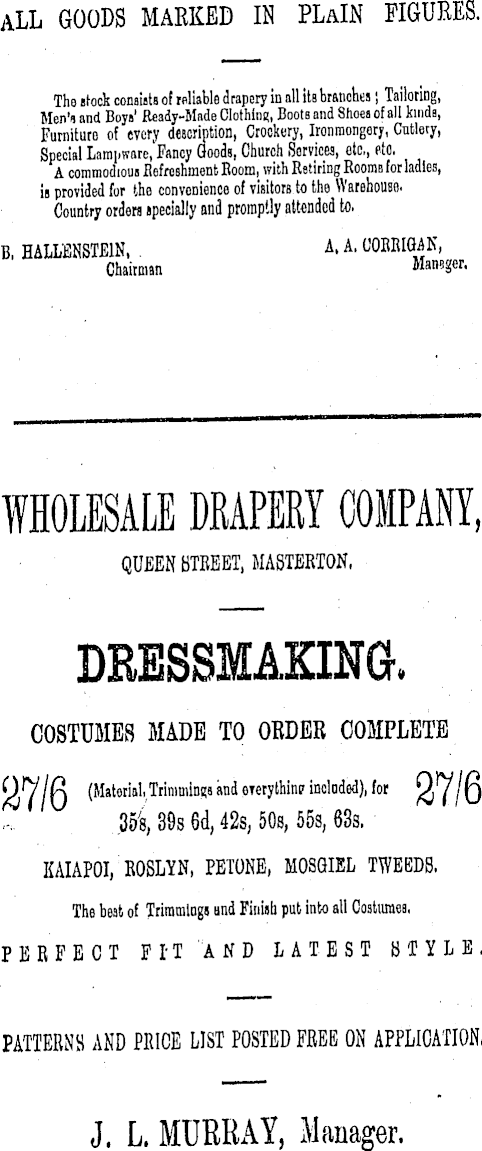 ALL GOODS MARKED IN PLAIN FIGURES.
The stock consists of reliable drapery in all its branches ; Tailoring,
Men's and Boys' Ready-Made Clothing, Boots and Shoes of all kinds,
Furniture of every description, Crockery, Ironmongery, Cutlery,
Special Lampware, Fancy Goods, Church Services, etc., etc.
A commodious Refreshment Room, with Retiring Rooms for ladies,
is provided for the convenience of visitors to the Warehouse.
Country orders specially and promptly attended to.
B. HALLENSTEIN, A. A. CORRIGAN,
Chairman Manager.
WHOLESALE DRAPERY COMPANY,
QUEEN STREET, MASTERTON.
DRESSMAKING.
COSTUMES MADE TO ORDER COMPLETE
27/6 (Material, Trimmings and everything included), for 27/6
35s, 39s 6d, 42s, 50s, 55s, 63s.
KAIAPOI, ROSLYN, PETONE, MOSGIEL TWEEDS.
The best of Trimmings and Finish put into all Costumes.
PERFECT FIT AND LATEST STYLE.
PATTERNS AND PRICE LIST POSTED FREE ON APPLICATION.
J. L. MURRAY, Manager.